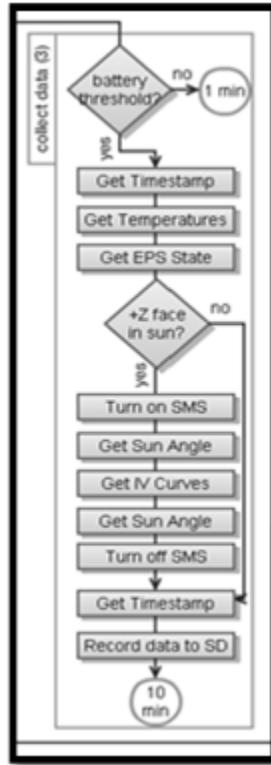 collect data (3)
battery
threshold?
no
1 min
yes
Get Timestamp
Get Temperatures
Get EPS State
+Z face
in sun?
no
yes
Turn on SMS
Get Sun Angle
Get IV Curves
Get Sun Angle
Turn off SMS
Get Timestamp
Record data to SD
10
min